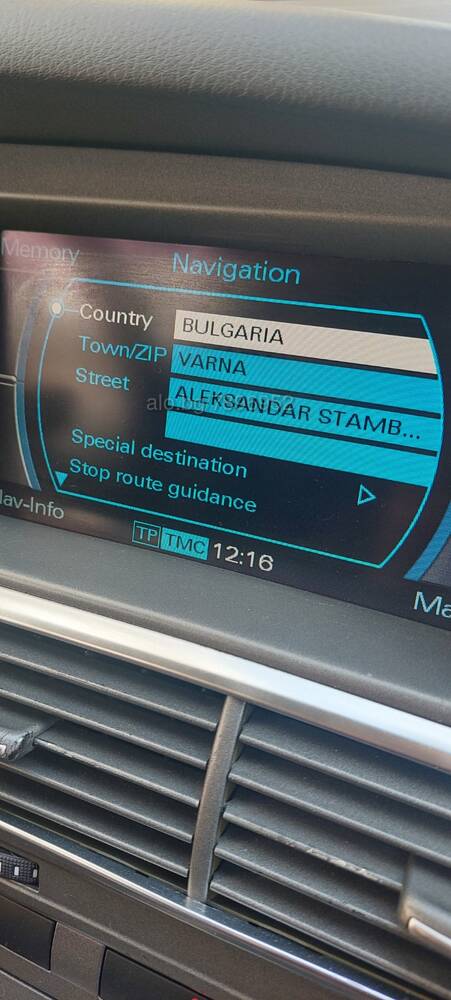 Memory
Navigation
Country BULGARIA
Town/ZIP VARNA
Street ALEKSANDAR STAMB...
Special destination
Stop route guidance
Nav-Info
TP TMC 12:16
Ma